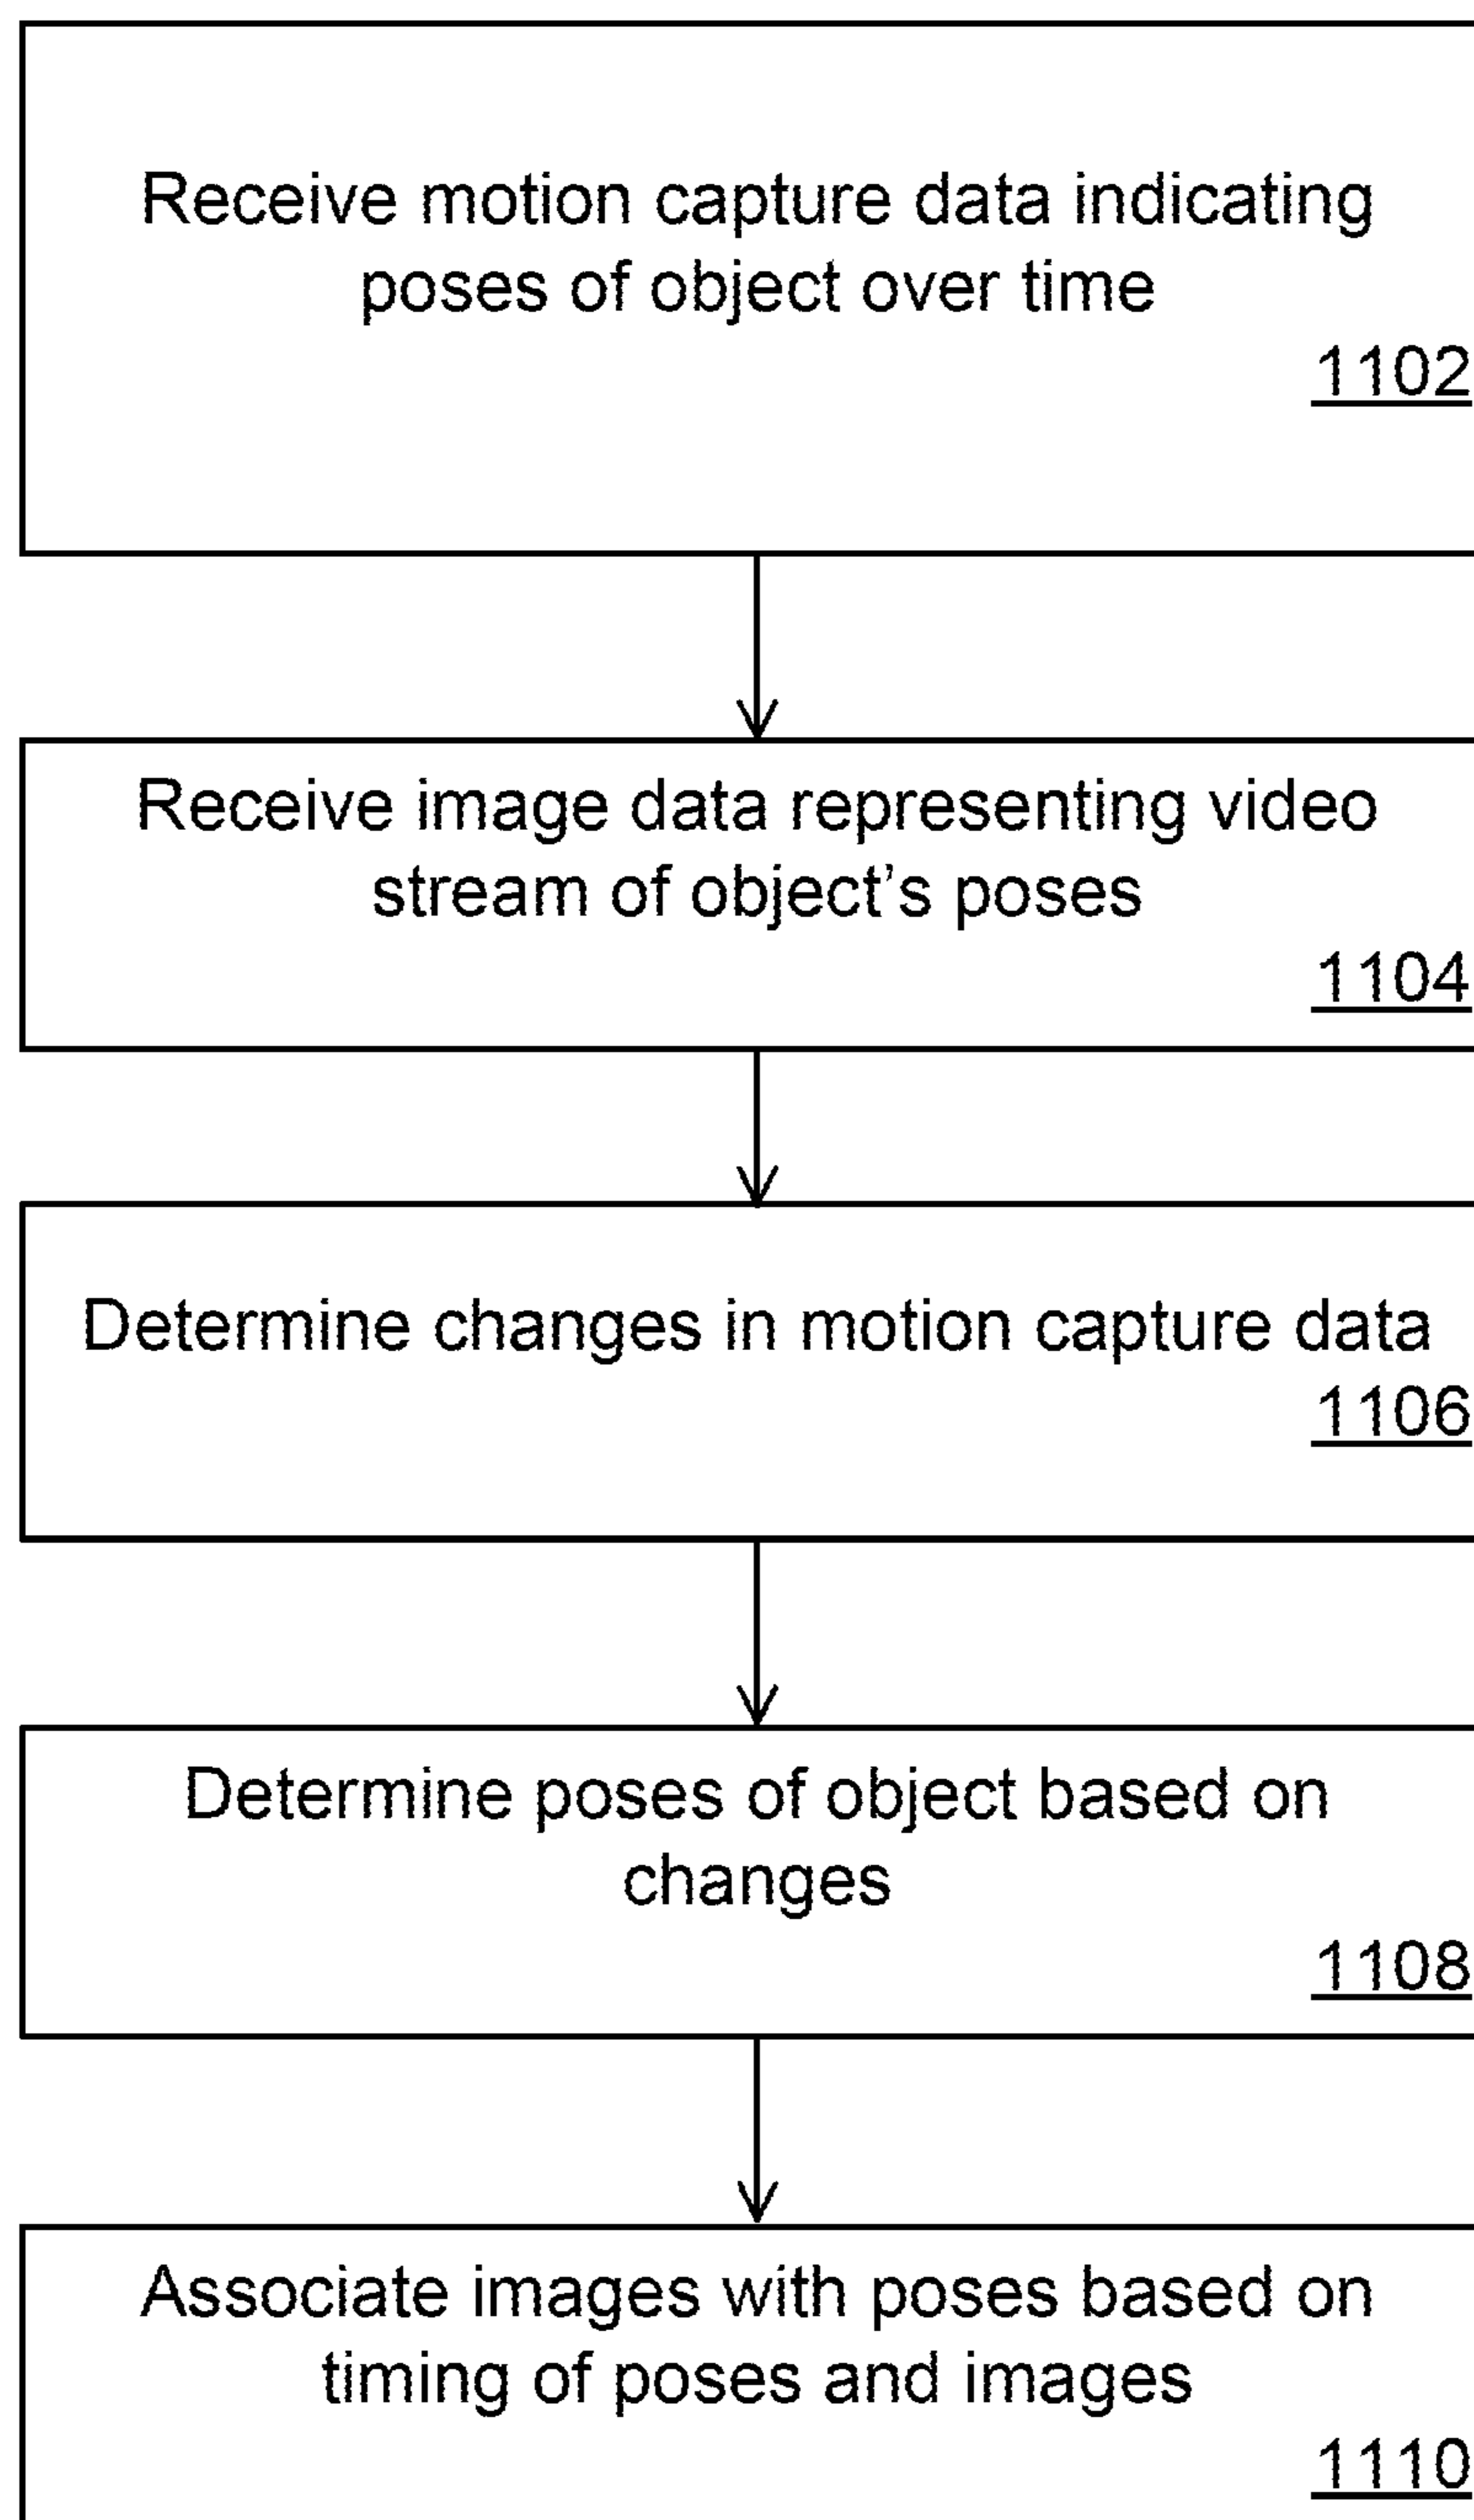 Receive motion capture data indicating
poses of object over time
1102
Receive image data representing video
stream of object's poses
1104
Determine changes in motion capture data
1106
Determine poses of object based on
changes
1108
Associate images with poses based on
timing of poses and images
1110